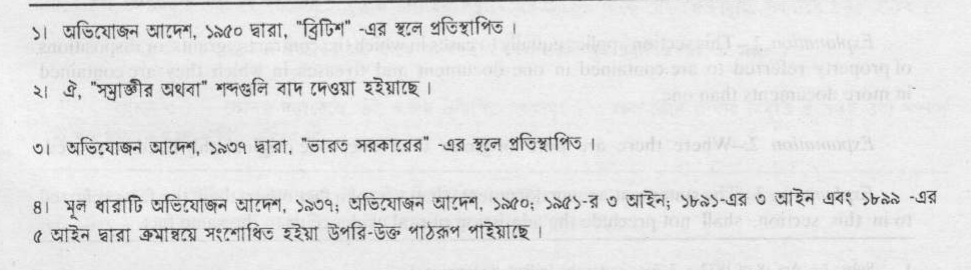 ১। অভিযোজন আদেশ, ১৯৫০ দ্বারা, "ব্রিটিশ" -এর স্থলে প্রতিস্থাপিত ।
২। ঐ, "সম্রাজ্ঞীর অথবা" শব্দগুলি বাদ দেওয়া হইয়াছে ।
৩। অভিযোজন আদেশ, ১৯৩৭ দ্বারা, "ভারত সরকারের" -এর স্থলে প্রতিস্থাপিত ।
৪। মূল ধারাটি অভিযোজন আদেশ, ১৯৩৭; অভিযোজন আদেশ, ১৯৫০; ১৯৫১-র ৩ আইন; ১৮৯১-এর ৩ আইন এবং ১৮৯৯ -এর
৫ আইন দ্বারা ক্রমান্বয়ে সংশোধিত হইয়া উপরি-উক্ত পাঠরূপ পাইয়াছে ।